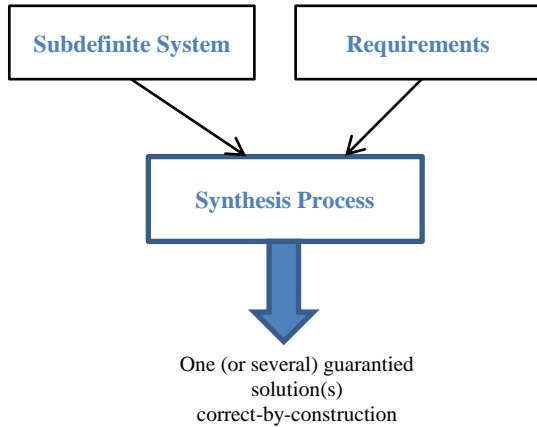 Subdefinite System
Requirements
Synthesis Process
One (or several) guarantied
solution(s)
correct-by-construction